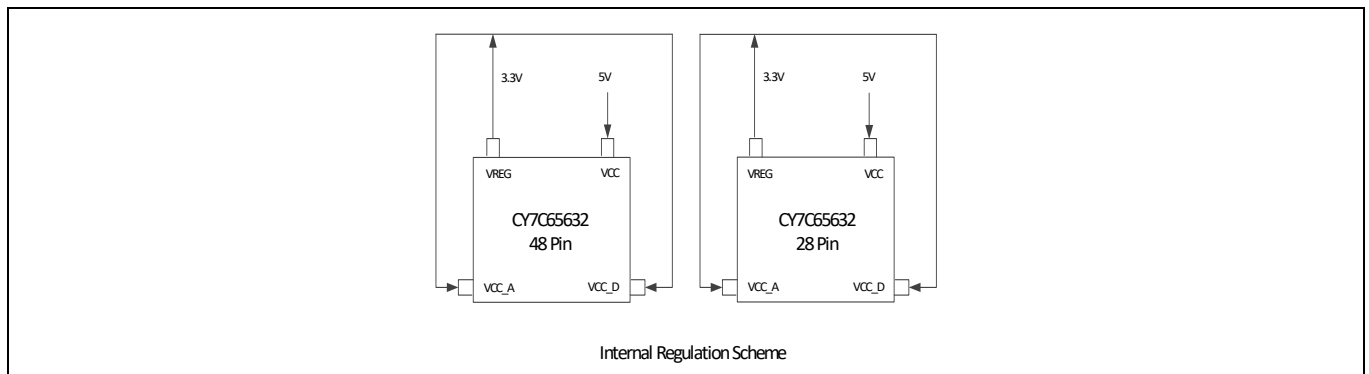 3.3V
5V
VREG
VCC
CY7C65632
48 Pin
VCC_A
VCC_D
3.3V
5V
VREG
VCC
CY7C65632
28 Pin
VCC_A
VCC_D
Internal Regulation Scheme